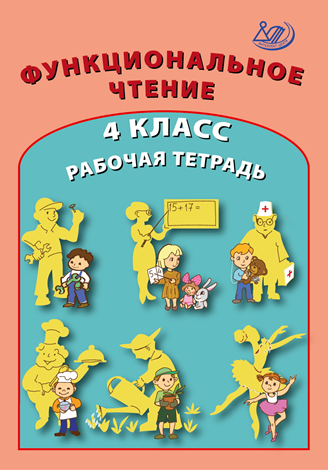 ФУНКЦИОНАЛЬНОЕ
ЧТЕНИЕ
4 КЛАСС
РАБОЧАЯ ТЕТРАДЬ
15+17=